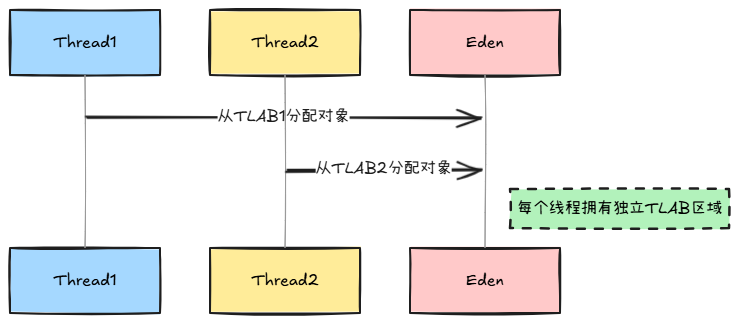 Thread1
Thread2
Eden
从TLAB1分配对象
从TLAB2分配对象
每个线程拥有独立TLAB区域
Thread1
Thread2
Eden